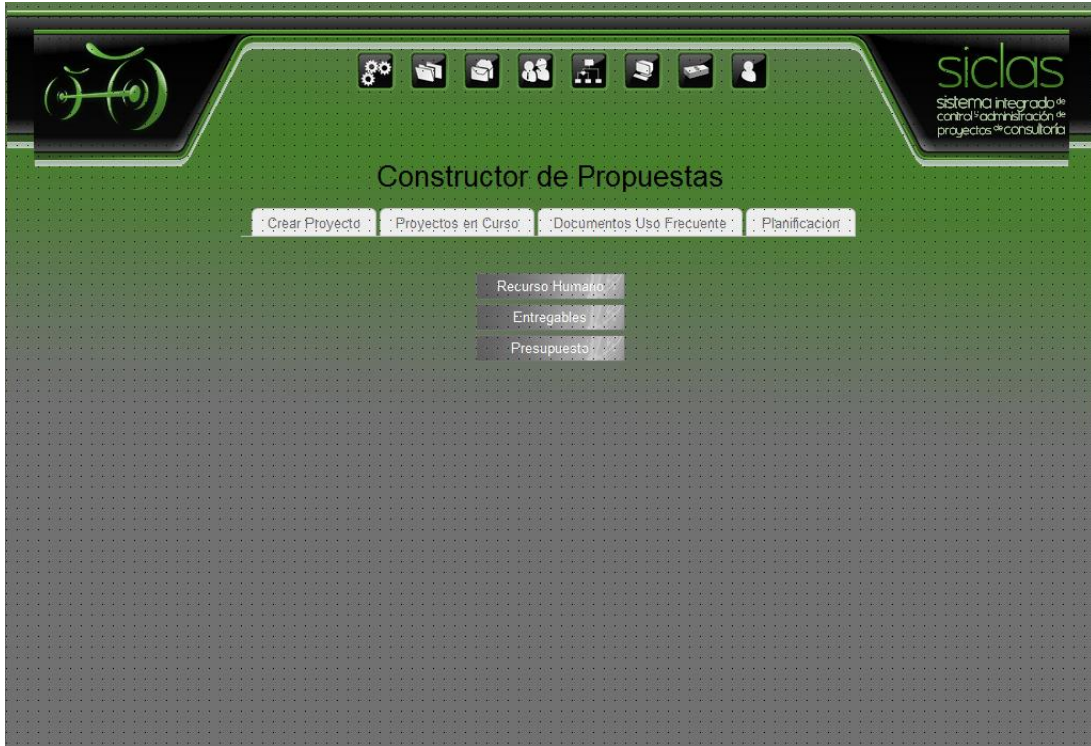 siclas
sistema integrado de
control y administración de
proyectos de consultoría
Constructor de Propuestas
Crear Proyecto
Proyectos en Curso
Documentos Uso Frecuente
Planificacion
Recurso Humano
Entregables
Presupuesto